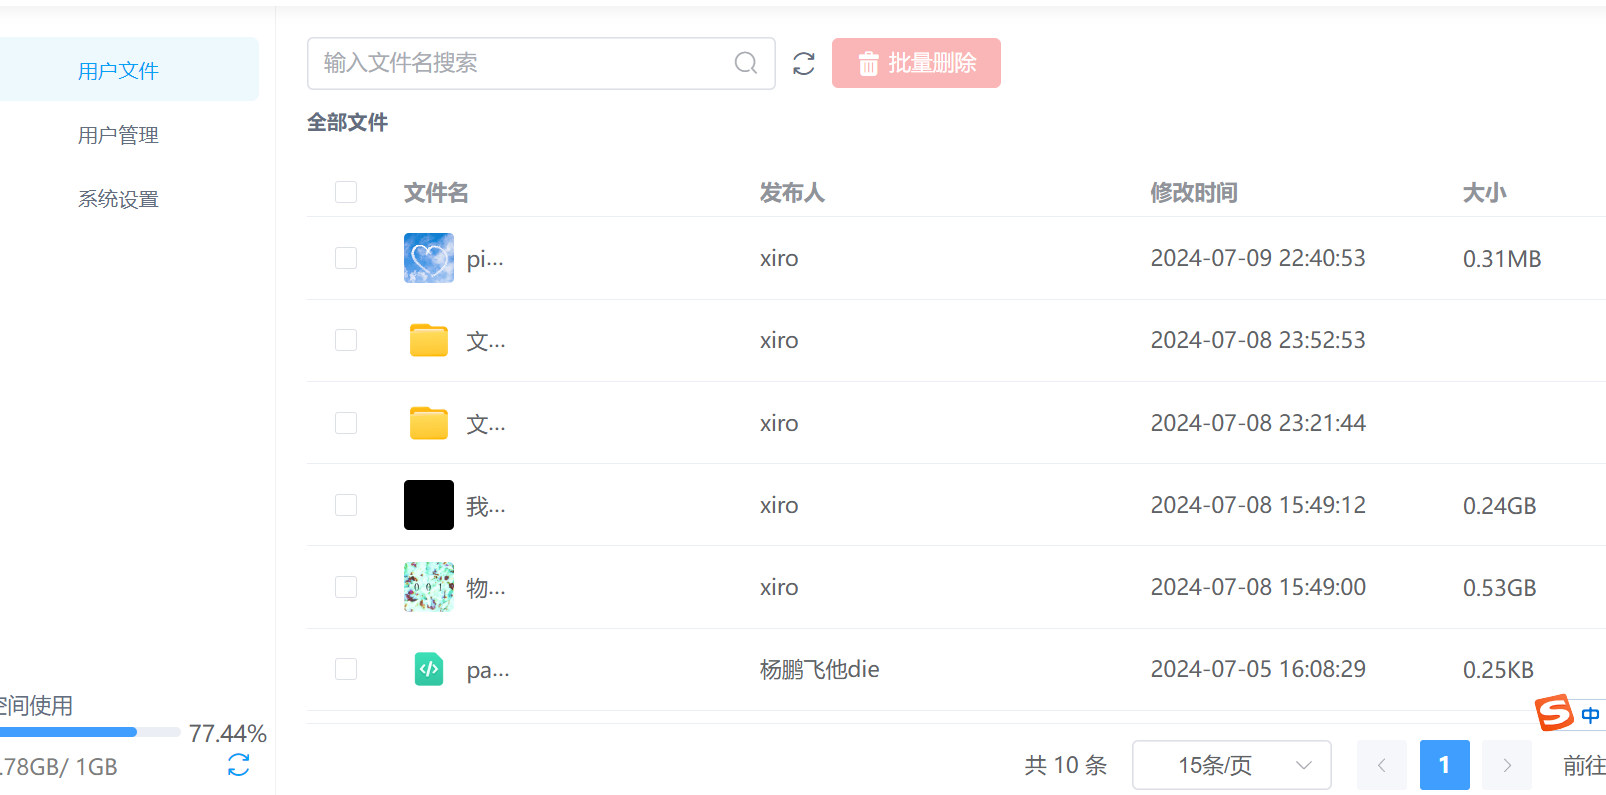 用户文件
用户管理
系统设置
空间使用
77.44%
.78GB/ 1GB
输入文件名搜索
批量删除
全部文件
文件名 发布人 修改时间 大小
pi... xiro 2024-07-09 22:40:53 0.31MB
文... xiro 2024-07-08 23:52:53
文... xiro 2024-07-08 23:21:44
我... xiro 2024-07-08 15:49:12 0.24GB
001
物... xiro 2024-07-08 15:49:00 0.53GB
pa... 杨鹏飞他die 2024-07-05 16:08:29 0.25KB
S 中
共 10 条 15条/页 1 前往